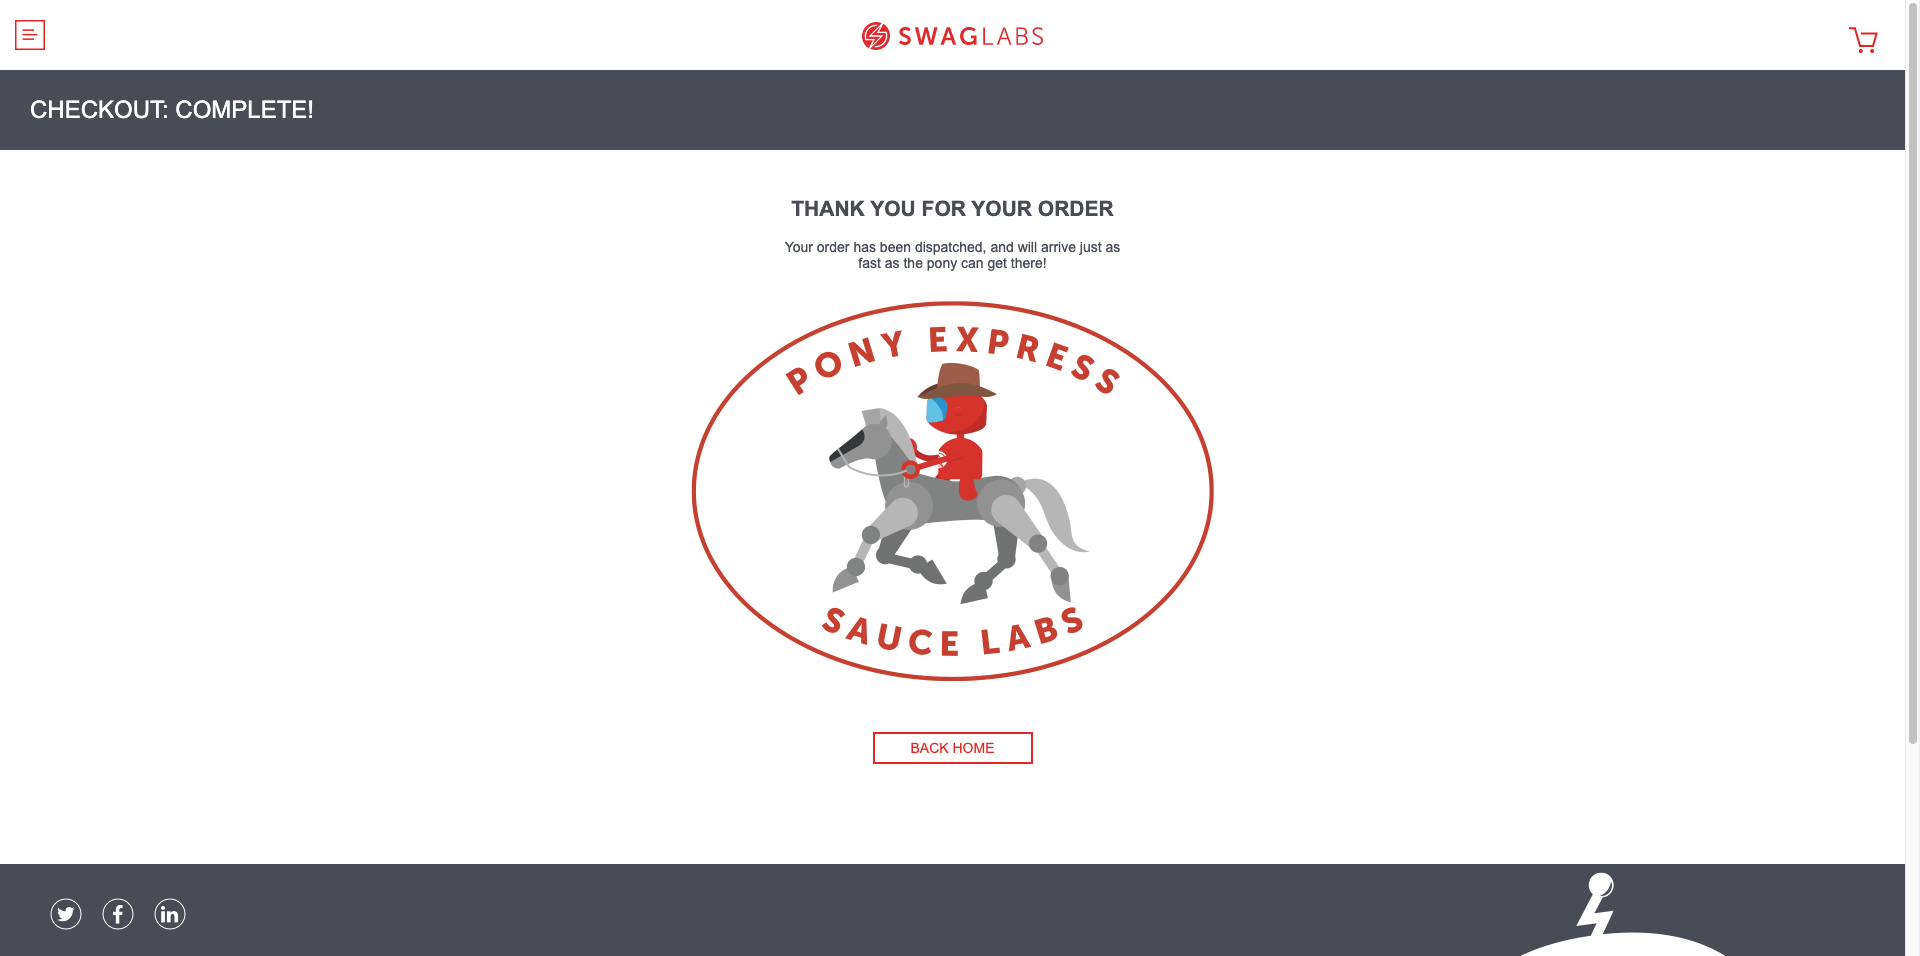 SWAGLABS
CHECKOUT: COMPLETE!
THANK YOU FOR YOUR ORDER
Your order has been dispatched, and will arrive just as
fast as the pony can get there!
PONY EXPRESS
SAUCE LABS
BACK HOME